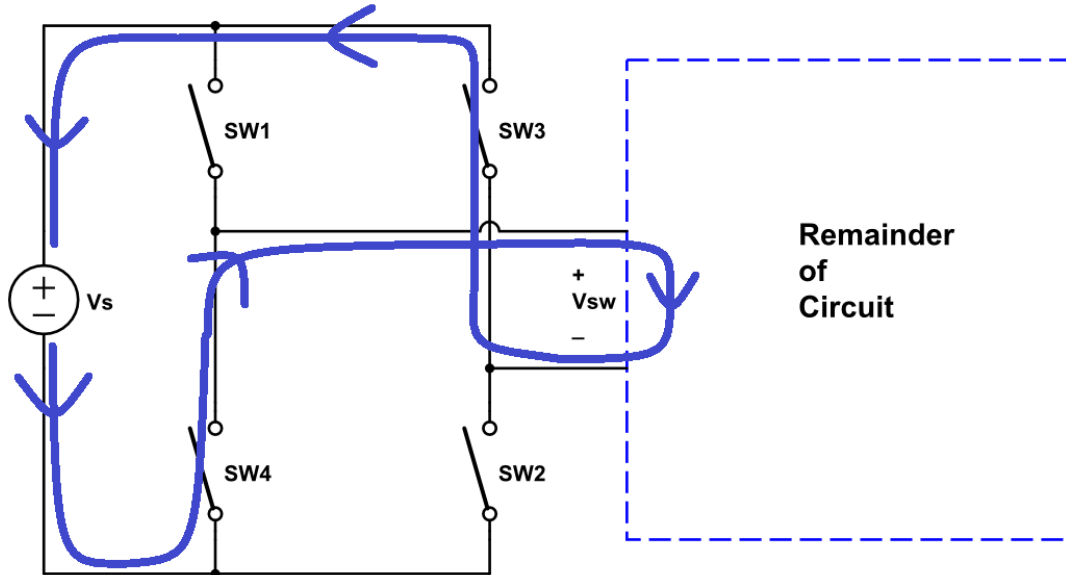 SW1
SW3
+
−
Vs
+
Vsw
−
Remainder
of
Circuit
SW4
SW2